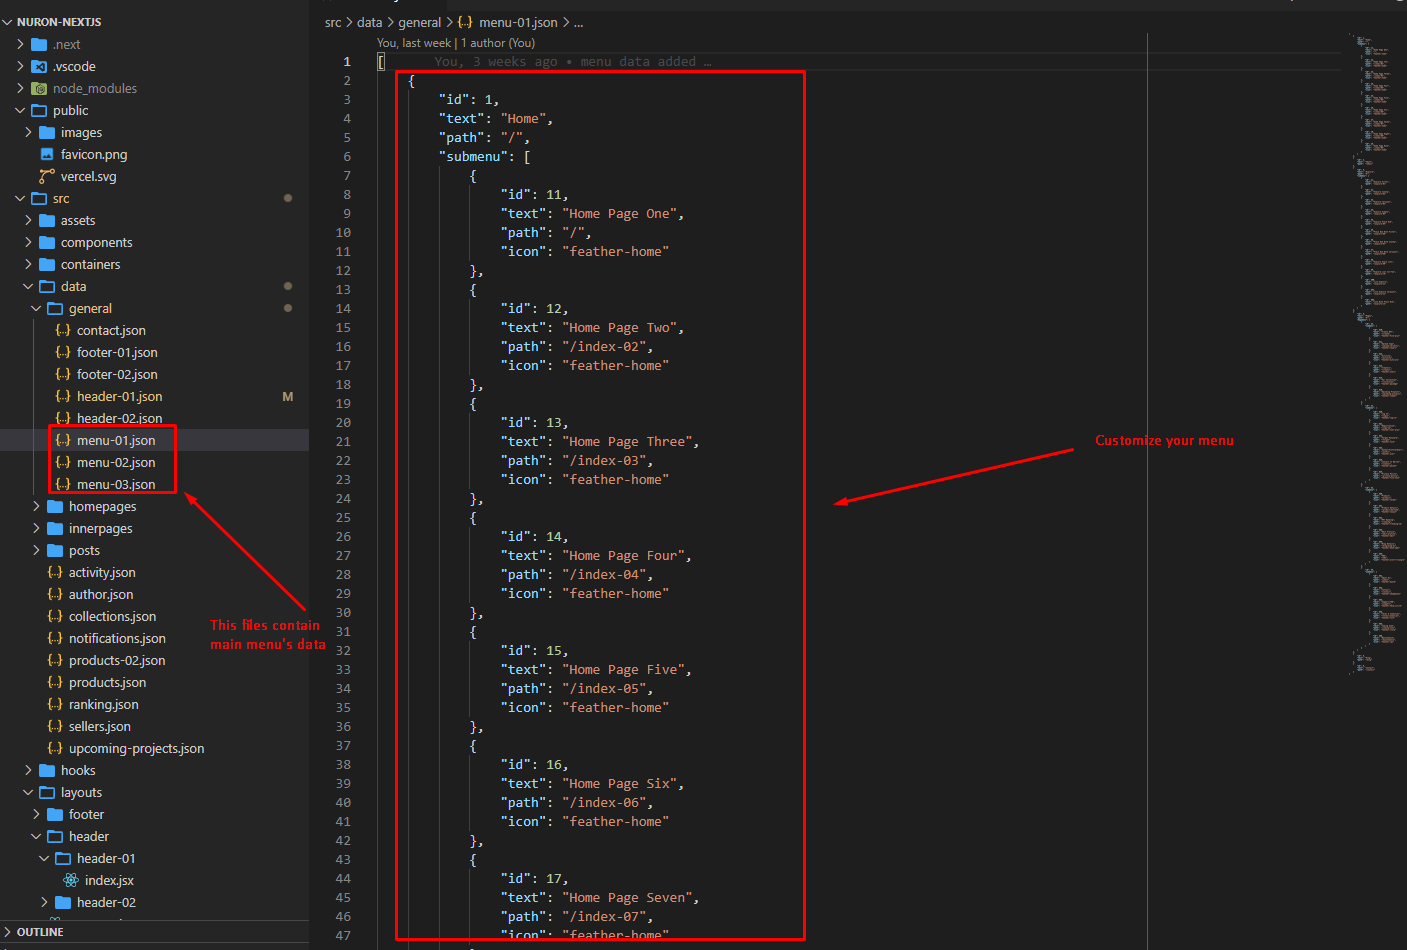 NURON-NEXTJS
.next
.vscode
node_modules
public
images
favicon.png
vercel.svg
src
assets
components
containers
data
general
contact.json
footer-01.json
footer-02.json
header-01.json M
header-02.json
menu-01.json
menu-02.json
menu-03.json
homepages
innerpages
posts
activity.json
author.json
collections.json
notifications.json
products-02.json
products.json
ranking.json
sellers.json
upcoming-projects.json
hooks
layouts
footer
header
header-01
index.jsx
header-02
OUTLINE
This files contain
main menu's data
src > data > general > {..} menu-01.json > ...
You, last week | 1 author (You)
1 [ You, 3 weeks ago • menu data added …
2 {
3 "id": 1,
4 "text": "Home",
5 "path": "/",
6 "submenu": [
7 {
8 "id": 11,
9 "text": "Home Page One",
10 "path": "/",
11 "icon": "feather-home"
12 },
13 {
14 "id": 12,
15 "text": "Home Page Two",
16 "path": "/index-02",
17 "icon": "feather-home"
18 },
19 {
20 "id": 13,
21 "text": "Home Page Three",
22 "path": "/index-03",
23 "icon": "feather-home"
24 },
25 {
26 "id": 14,
27 "text": "Home Page Four",
28 "path": "/index-04",
29 "icon": "feather-home"
30 },
31 {
32 "id": 15,
33 "text": "Home Page Five",
34 "path": "/index-05",
35 "icon": "feather-home"
36 },
37 {
38 "id": 16,
39 "text": "Home Page Six",
40 "path": "/index-06",
41 "icon": "feather-home"
42 },
43 {
44 "id": 17,
45 "text": "Home Page Seven",
46 "path": "/index-07",
47 "icon": "feather-home"
Customize your menu